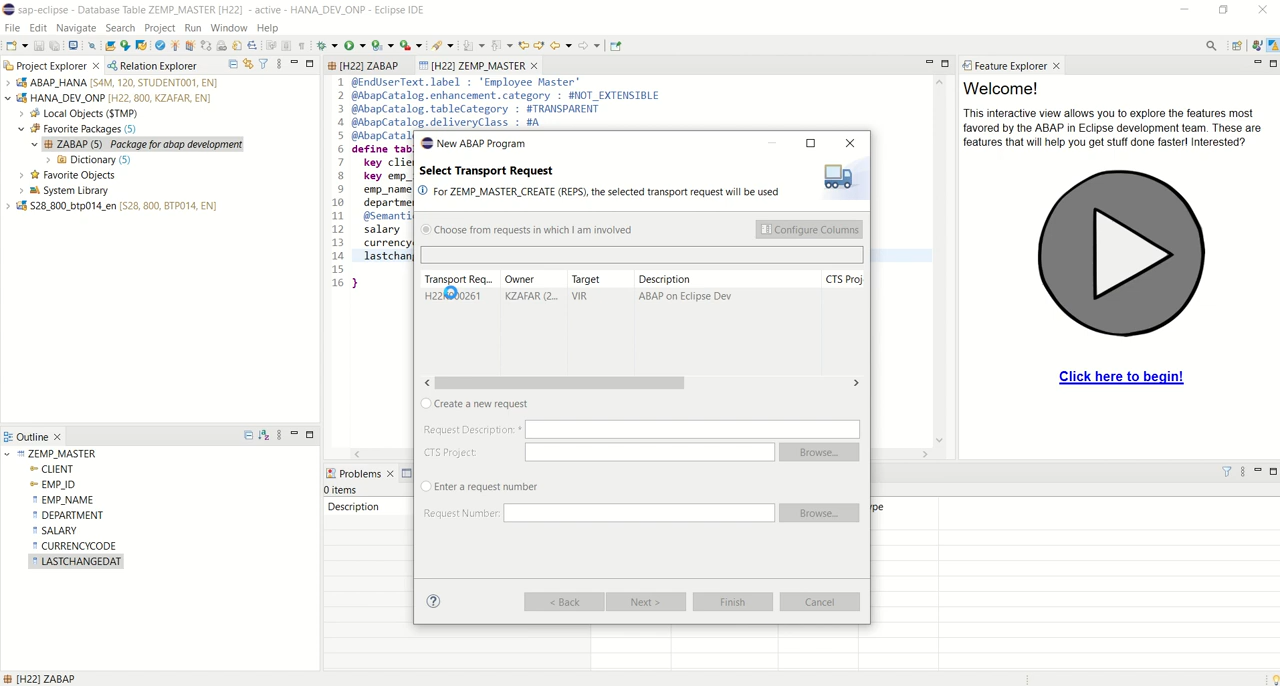 sap-eclipse - Database Table ZEMP_MASTER [H22] - active - HANA_DEV_ONP - Eclipse IDE
File Edit Navigate Search Project Run Window Help
Project Explorer
Relation Explorer
ABAP_HANA [S4M, 120, STUDENT001, EN]
HANA_DEV_ONP [H22, 800, KZAFAR, EN]
Local Objects ($TMP)
Favorite Packages (5)
ZABAP (5) Package for abap development
Dictionary (5)
Favorite Objects
System Library
S28_800_btp014_en [S28, 800, BTP014, EN]
Outline
ZEMP_MASTER
CLIENT
EMP_ID
EMP_NAME
DEPARTMENT
SALARY
CURRENCYCODE
LASTCHANGEDAT
[H22] ZABAP
[H22] ZEMP_MASTER
1 @EndUserText.label : 'Employee Master'
2 @AbapCatalog.enhancement.category : #NOT_EXTENSIBLE
3 @AbapCatalog.tableCategory : #TRANSPARENT
4 @AbapCatalog.deliveryClass : #A
5 @AbapCatal
6 define tab
7 key clie
8 key emp_
9 emp_name
10 departme
11 @Semanti
12 salary
13 currency
14 lastchan
15
16 }
New ABAP Program
Select Transport Request
For ZEMP_MASTER_CREATE (REPS), the selected transport request will be used
Choose from requests in which I am involved
Configure Columns
Transport Req... Owner Target Description CTS Proj
KZAFAR (2... VIR ABAP on Eclipse Dev
Create a new request
Request Description: *
CTS Project:
Browse...
Enter a request number
Request Number:
Browse...
< Back
Next >
Finish
Cancel
Problems
0 items
Description
ype
Feature Explorer
Welcome!
This interactive view allows you to explore the features most
favored by the ABAP in Eclipse development team. These are
features that will help you get stuff done faster! Interested?
Click here to begin!
[H22] ZABAP